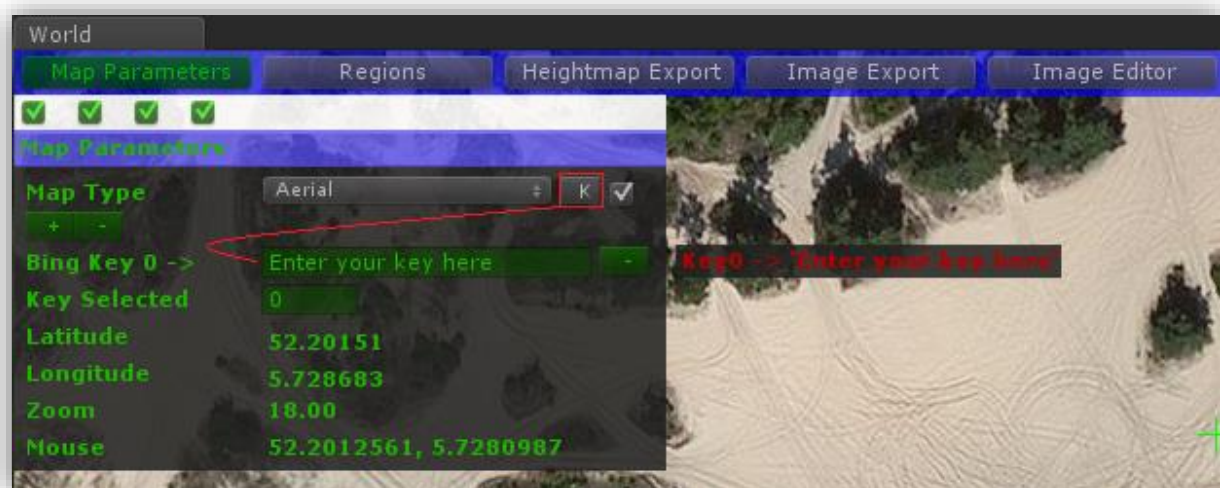 World
Map Parameters Regions Heightmap Export Image Export Image Editor
Map Parameters
Map Type Aerial K
+ -
Bing Key 0 -> Enter your key here - Key0 -> 'Enter your key here'
Key Selected 0
Latitude 52.20151
Longitude 5.728683
Zoom 18.00
Mouse 52.2012561, 5.7280987